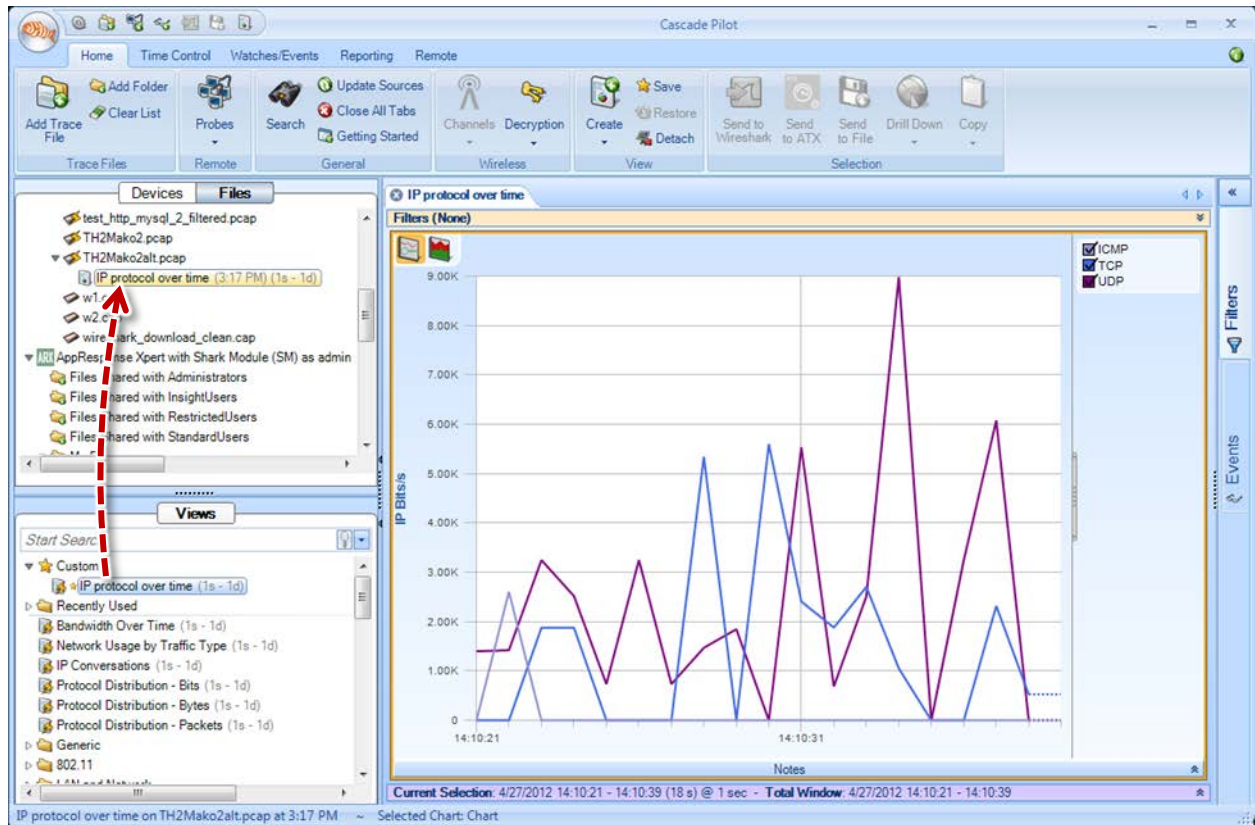 Cascade Pilot
Home Time Control Watches/Events Reporting Remote
Add Trace File
Add Folder
Clear List
Trace Files
Probes
Remote
Search
Update Sources
Close All Tabs
Getting Started
General
Channels
Decryption
Wireless
Create
Save
Restore
Detach
View
Send to Wireshark
Send to ATX
Send to File
Drill Down
Copy
Selection
Devices Files
test_http_mysql_2_filtered.pcap
TH2Mako2.pcap
TH2Mako2alt.pcap
IP protocol over time (3:17 PM) (1s - 1d)
AppResponse Xpert with Shark Module (SM) as admin
Files Shared with Administrators
Files Shared with InsightUsers
Files Shared with RestrictedUsers
Files Shared with StandardUsers
Views
Start
Custom
IP protocol over time (1s - 1d)
Recently Used
Bandwidth Over Time (1s - 1d)
Network Usage by Traffic Type (1s - 1d)
IP Conversations (1s - 1d)
Protocol Distribution - Bits (1s - 1d)
Protocol Distribution - Bytes (1s - 1d)
Protocol Distribution - Packets (1s - 1d)
Generic
802.11
IP protocol over time
Filters (None)
9.00K
8.00K
7.00K
6.00K
5.00K
4.00K
3.00K
2.00K
1.00K
0
IP Bits/s
14:10:21
14:10:31
ICMP
TCP
UDP
Notes
Current Selection: 4/27/2012 14:10:21 - 14:10:39 (18 s) @ 1 sec - Total Window: 4/27/2012 14:10:21 - 14:10:39
Filters
Events
IP protocol over time on TH2Mako2alt.pcap at 3:17 PM ~ Selected Chart: Chart